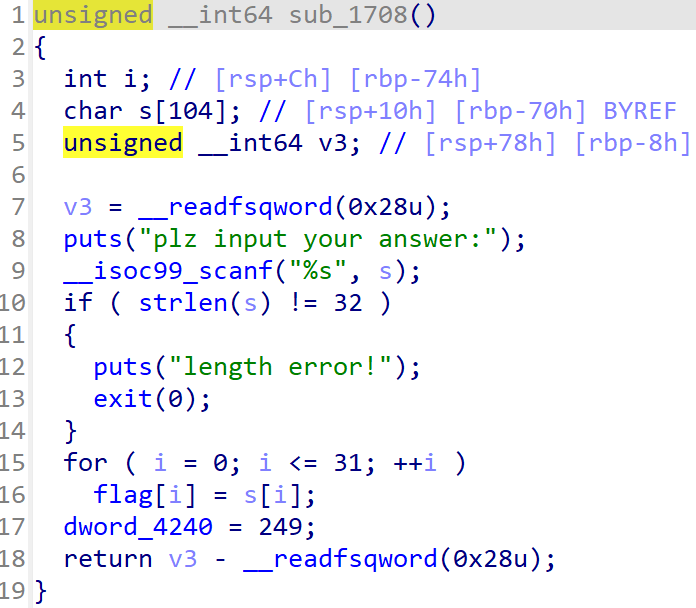 1 unsigned __int64 sub_1708()
2 {
3   int i; // [rsp+Ch] [rbp-74h]
4   char s[104]; // [rsp+10h] [rbp-70h] BYREF
5   unsigned __int64 v3; // [rsp+78h] [rbp-8h]
6
7   v3 = __readfsqword(0x28u);
8   puts("plz input your answer:");
9   __isoc99_scanf("%s", s);
10   if ( strlen(s) != 32 )
11   {
12     puts("length error!");
13     exit(0);
14   }
15   for ( i = 0; i <= 31; ++i )
16     flag[i] = s[i];
17   dword_4240 = 249;
18   return v3 - __readfsqword(0x28u);
19 }